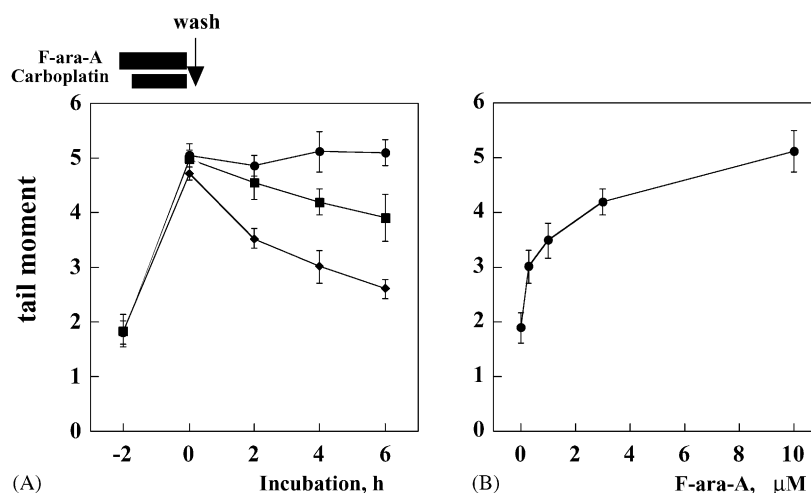 wash
F-ara-A
Carboplatin
6
5
4
3
2
1
0
tail moment
-2 0 2 4 6
(A) Incubation, h
6
5
4
3
2
1
0
0 2 4 6 8 10
(B) F-ara-A, μM